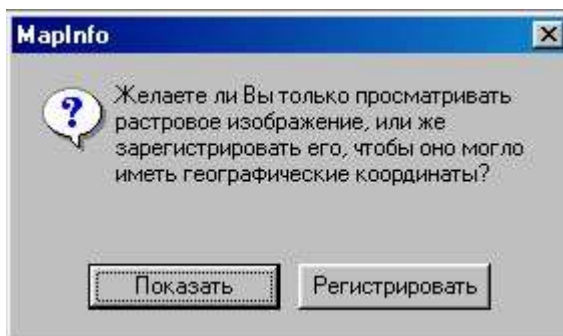 MapInfo
Желаете ли Вы только просматривать
растровое изображение, или же
зарегистрировать его, чтобы оно могло
иметь географические координаты?
Показать
Регистрировать